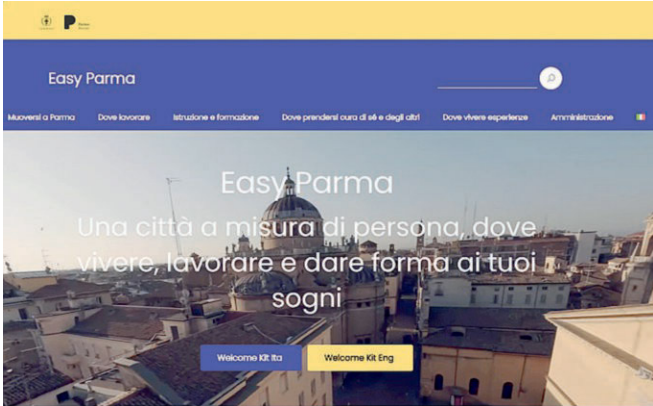 Easy Parma
Muoversi a Parma Dove lavorare Istruzione e formazione Dove prendersi cura di sé e degli altri Dove vivere esperienze Amministrazione
Easy Parma
Una città a misura di persona, dove
vivere, lavorare e dare forma ai tuoi
sogni
Welcome Kit Ita Welcome Kit Eng